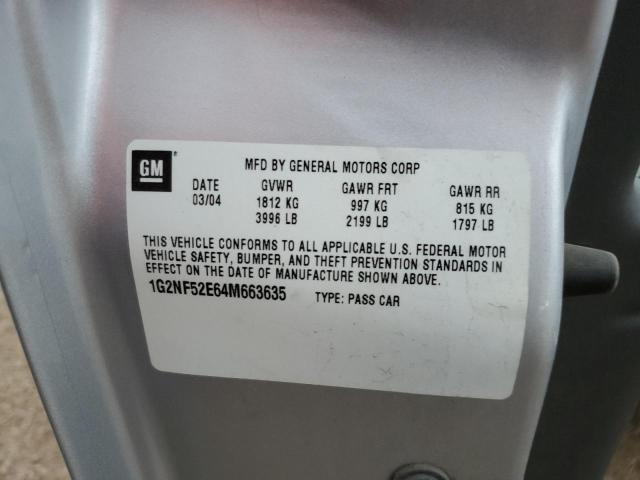 GM
MFD BY GENERAL MOTORS CORP
DATE GVWR GAWR FRT GAWR RR
03/04 1812 KG 997 KG 815 KG
3996 LB 2199 LB 1797 LB
THIS VEHICLE CONFORMS TO ALL APPLICABLE U.S. FEDERAL MOTOR
VEHICLE SAFETY, BUMPER, AND THEFT PREVENTION STANDARDS IN
EFFECT ON THE DATE OF MANUFACTURE SHOWN ABOVE.
1G2NF52E64M663635 TYPE: PASS CAR